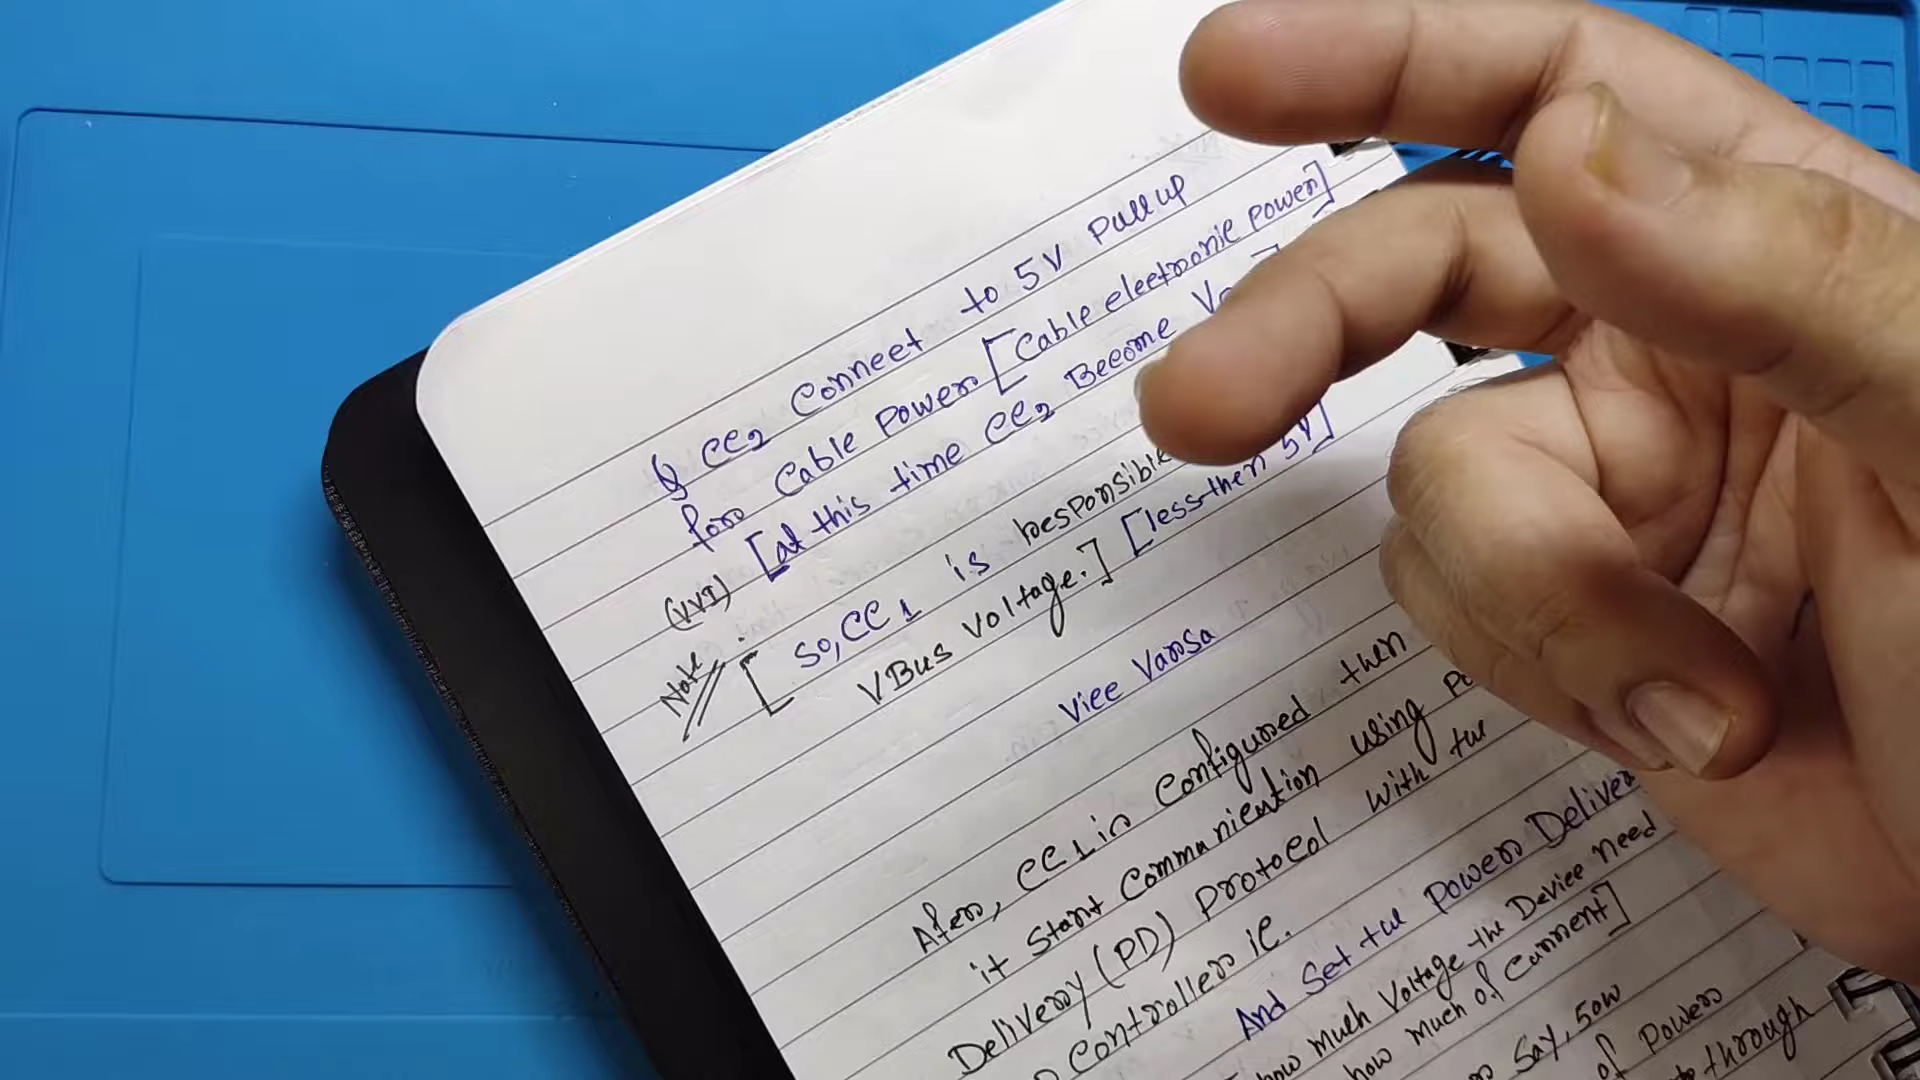 & CC2 Connect to 5V Pull up
for Cable Power [Cable electronic power]
(VVI) [at this time CC2 Become
Note [ So, CC1 is responsible
VBus Voltage.] [less then 5V]
Vice Varsa
After, CC1 is Configured then
it Start Communication using
Delivery (PD) Protocol With the
Controller ic.
And Set the Power
how much Voltage the Device need
how much of Current]
Say, 50W
of Power
through